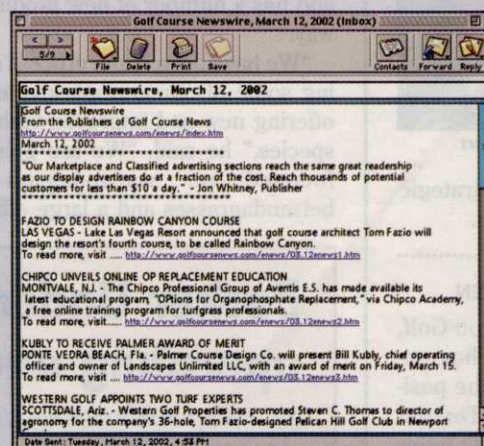 Golf Course Newswire, March 12, 2002 (Inbox)
5/9
File
Delete
Print
Save
Contacts
Forward
Reply
Golf Course Newswire, March 12, 2002
Golf Course Newswire
From the Publishers of Golf Course News
http://www.golfcoursenews.com/enews/index.htm
March 12, 2002
"Our Marketplace and Classified advertising sections reach the same great readership
as our display advertisers do at a fraction of the cost. Reach thousands of potential
customers for less than $10 a day." - Jon Whitney, Publisher
FAZIO TO DESIGN RAINBOW CANYON COURSE
LAS VEGAS - Lake Las Vegas Resort announced that golf course architect Tom Fazio will
design the resort's fourth course, to be called Rainbow Canyon.
To read more, visit ..... http://www.golfcoursenews.com/enews/03.12enews1.htm
CHIPCO UNVEILS ONLINE OP REPLACEMENT EDUCATION
MONTVALE, N.J. - The Chipco Professional Group of Aventis E.S. has made available its
latest educational program, "OPtions for Organophosphate Replacement," via Chipco Academy,
a free online training program for turfgrass professionals.
To read more, visit..... http://www.golfcoursenews.com/enews/03.12enews2.htm
KUBLY TO RECEIVE PALMER AWARD OF MERIT
PONTE VEDRA BEACH, Fla. - Palmer Course Design Co. will present Bill Kubly, chief operating
officer and owner of Landscapes Unlimited LLC, with an award of merit on Friday, March 15.
To read more, visit ..... http://www.golfcoursenews.com/enews/03.12enews3.htm
WESTERN GOLF APPOINTS TWO TURF EXPERTS
SCOTTSDALE, Ariz. - Western Golf Properties has promoted Steven C. Thomas to director of
agronomy for the company's 36-hole, Tom Fazio-designed Pelican Hill Golf Club in Newport
Date Sent: Tuesday, March 12, 2002, 4:53 PM